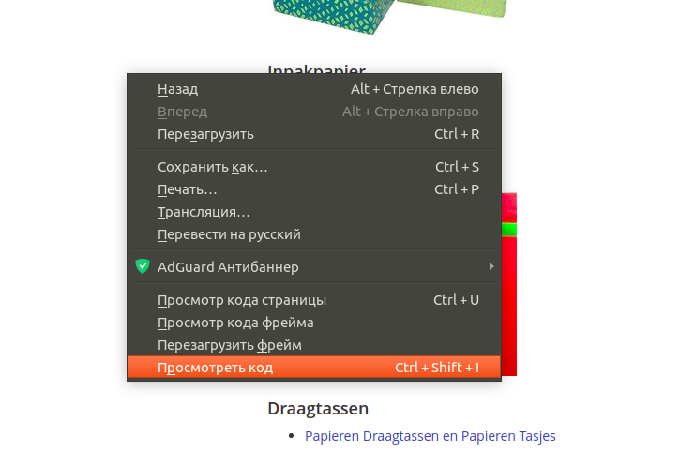 Inpakpapier
Назад Alt + Стрелка влево
Вперед Alt + Стрелка вправо
Перезагрузить Ctrl + R
Сохранить как... Ctrl + S
Печать... Ctrl + P
Трансляция...
Перевести на русский
AdGuard Антибаннер
Просмотр кода страницы Ctrl + U
Просмотр кода фрейма
Перезагрузить фрейм
Просмотреть код Ctrl + Shift + I
Draagtassen
Papieren Draagtassen en Papieren Tasjes